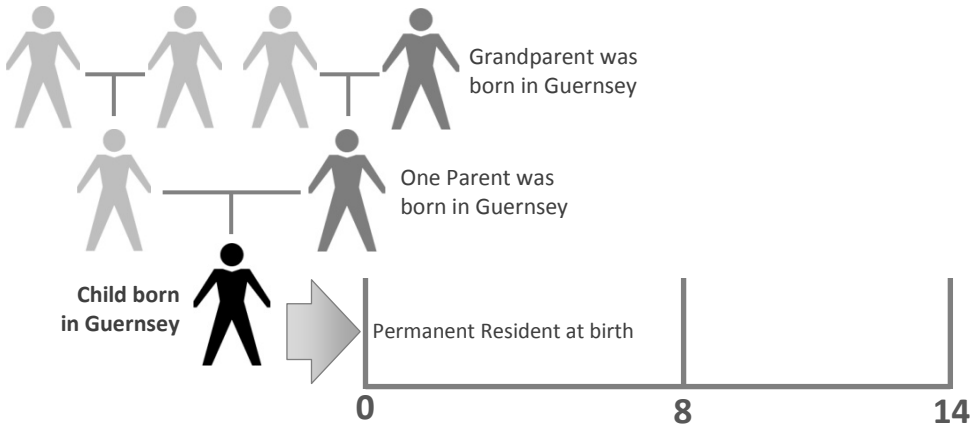 Grandparent was
born in Guernsey
One Parent was
born in Guernsey
Child born
in Guernsey
Permanent Resident at birth
0 8 14